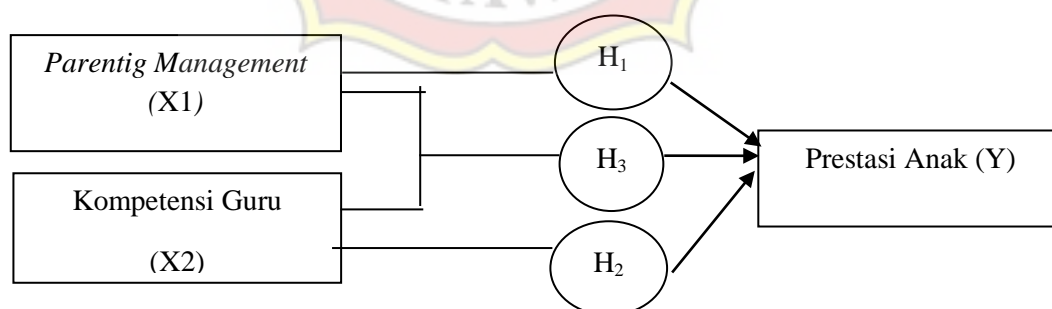 Parentig Management
(X1)
H₁
H₃
Prestasi Anak (Y)
Kompetensi Guru
(X2)
H₂